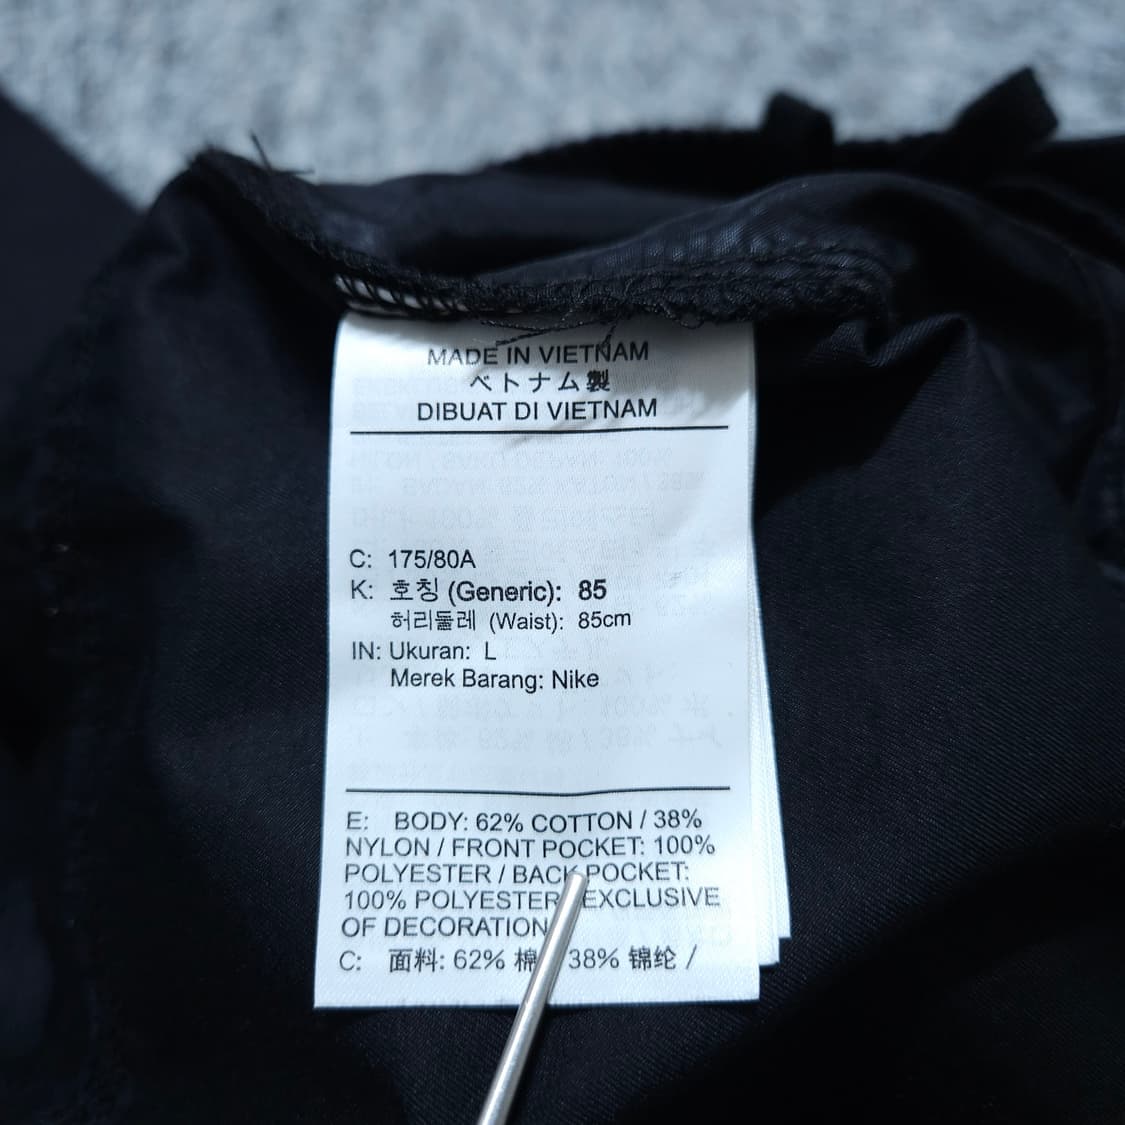 MADE IN VIETNAM
ベトナム製
DIBUAT DI VIETNAM
C: 175/80A
K: 호칭 (Generic): 85
허리둘레 (Waist): 85cm
IN: Ukuran: L
Merek Barang: Nike
E: BODY: 62% COTTON / 38%
NYLON / FRONT POCKET: 100%
POLYESTER / BACK POCKET:
100% POLYESTER EXCLUSIVE
OF DECORATION
C: 面料: 62% 棉 38% 锦纶 /